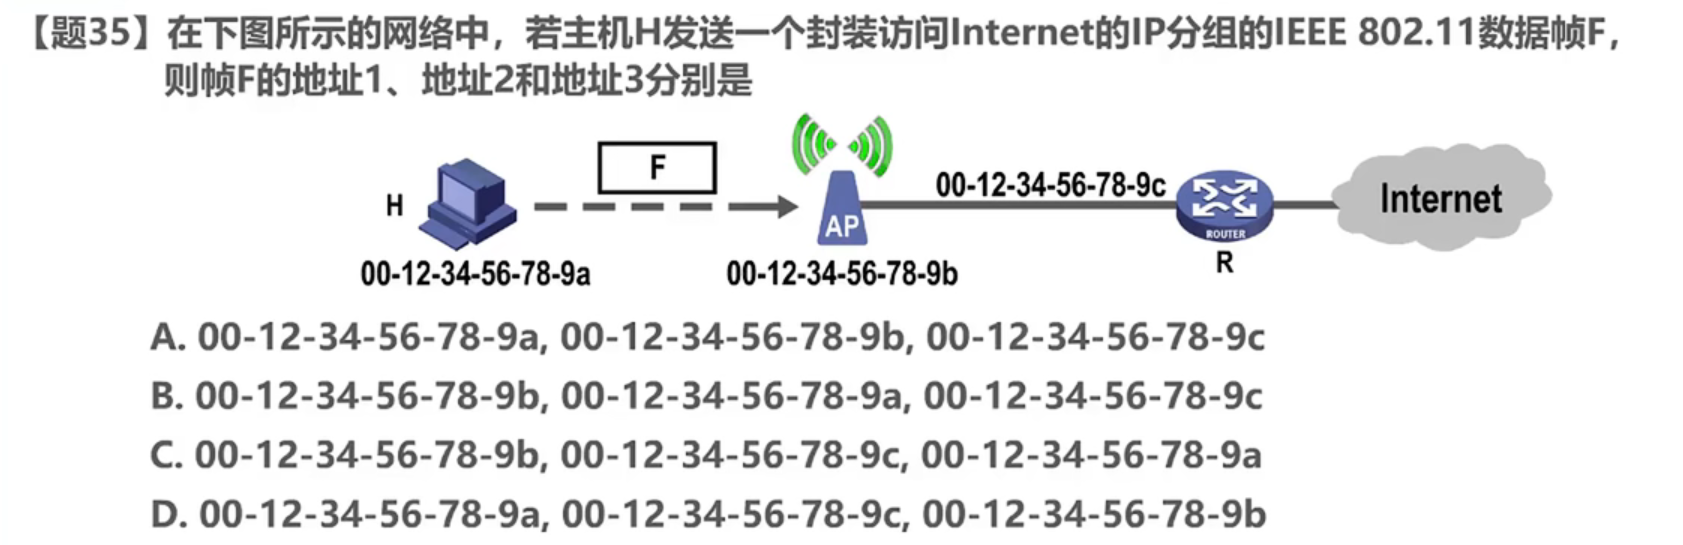 【题35】在下图所示的网络中，若主机H发送一个封装访问Internet的IP分组的IEEE 802.11数据帧F，
则帧F的地址1、地址2和地址3分别是
F
H
AP
00-12-34-56-78-9c
ROUTER
R
Internet
00-12-34-56-78-9a
00-12-34-56-78-9b
A. 00-12-34-56-78-9a, 00-12-34-56-78-9b, 00-12-34-56-78-9c
B. 00-12-34-56-78-9b, 00-12-34-56-78-9a, 00-12-34-56-78-9c
C. 00-12-34-56-78-9b, 00-12-34-56-78-9c, 00-12-34-56-78-9a
D. 00-12-34-56-78-9a, 00-12-34-56-78-9c, 00-12-34-56-78-9b